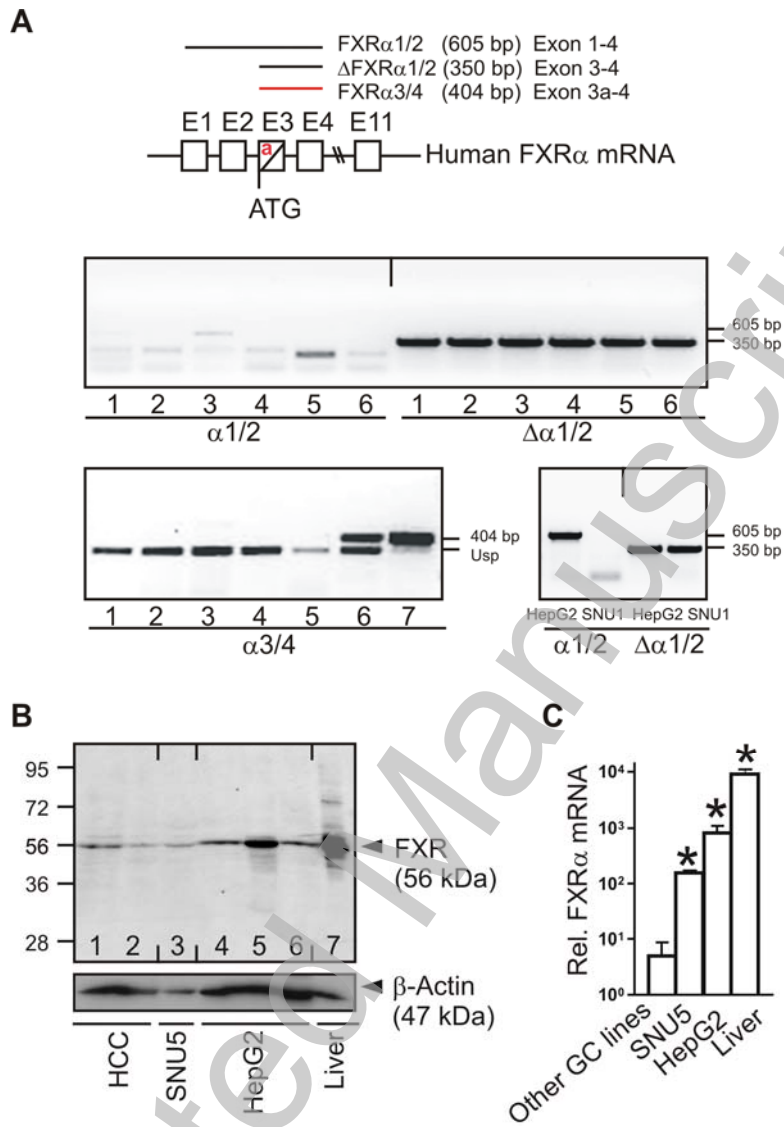 A
FXRα1/2 (605 bp) Exon 1-4
ΔFXRα1/2 (350 bp) Exon 3-4
FXRα3/4 (404 bp) Exon 3a-4
E1 E2 E3 E4 E11
a
Human FXRα mRNA
ATG
605 bp
350 bp
1 2 3 4 5 6 1 2 3 4 5 6
α1/2 Δα1/2
404 bp
Usp
1 2 3 4 5 6 7
α3/4
605 bp
350 bp
HepG2 SNU1 HepG2 SNU1
α1/2 Δα1/2
B
95
72
56
36
28
1 2 3 4 5 6 7
FXR
(56 kDa)
β-Actin
(47 kDa)
HCC
SNU5
HepG2
Liver
C
Rel. FXRα mRNA
10⁴
10³
10²
10¹
10⁰
* * *
Other GC lines
SNU5
HepG2
Liver
ted Manuscri